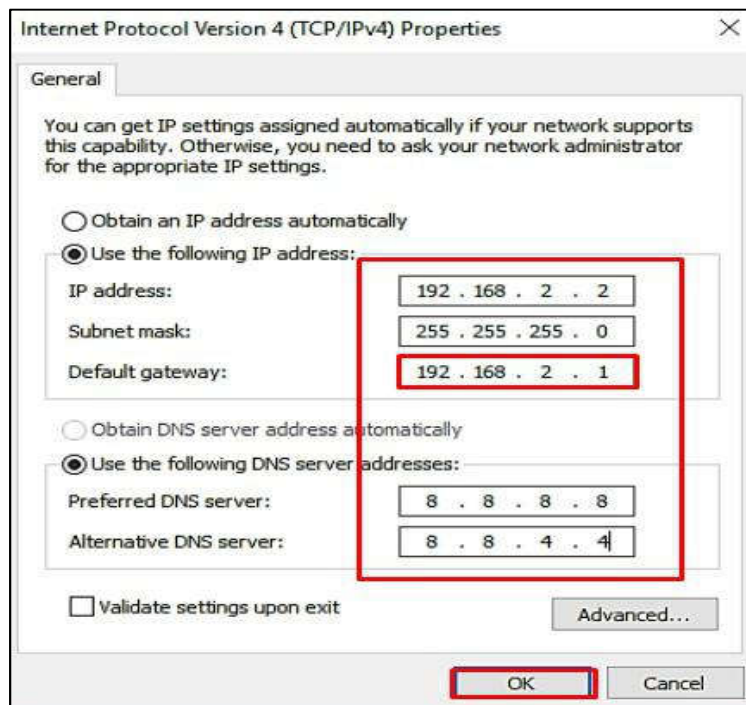 Internet Protocol Version 4 (TCP/IPv4) Properties
General
You can get IP settings assigned automatically if your network supports
this capability. Otherwise, you need to ask your network administrator
for the appropriate IP settings.
Obtain an IP address automatically
Use the following IP address:
IP address: 192 . 168 . 2 . 2
Subnet mask: 255 . 255 . 255 . 0
Default gateway: 192 . 168 . 2 . 1
Obtain DNS server address automatically
Use the following DNS server addresses:
Preferred DNS server: 8 . 8 . 8 . 8
Alternative DNS server: 8 . 8 . 4 . 4
Validate settings upon exit
Advanced...
OK Cancel